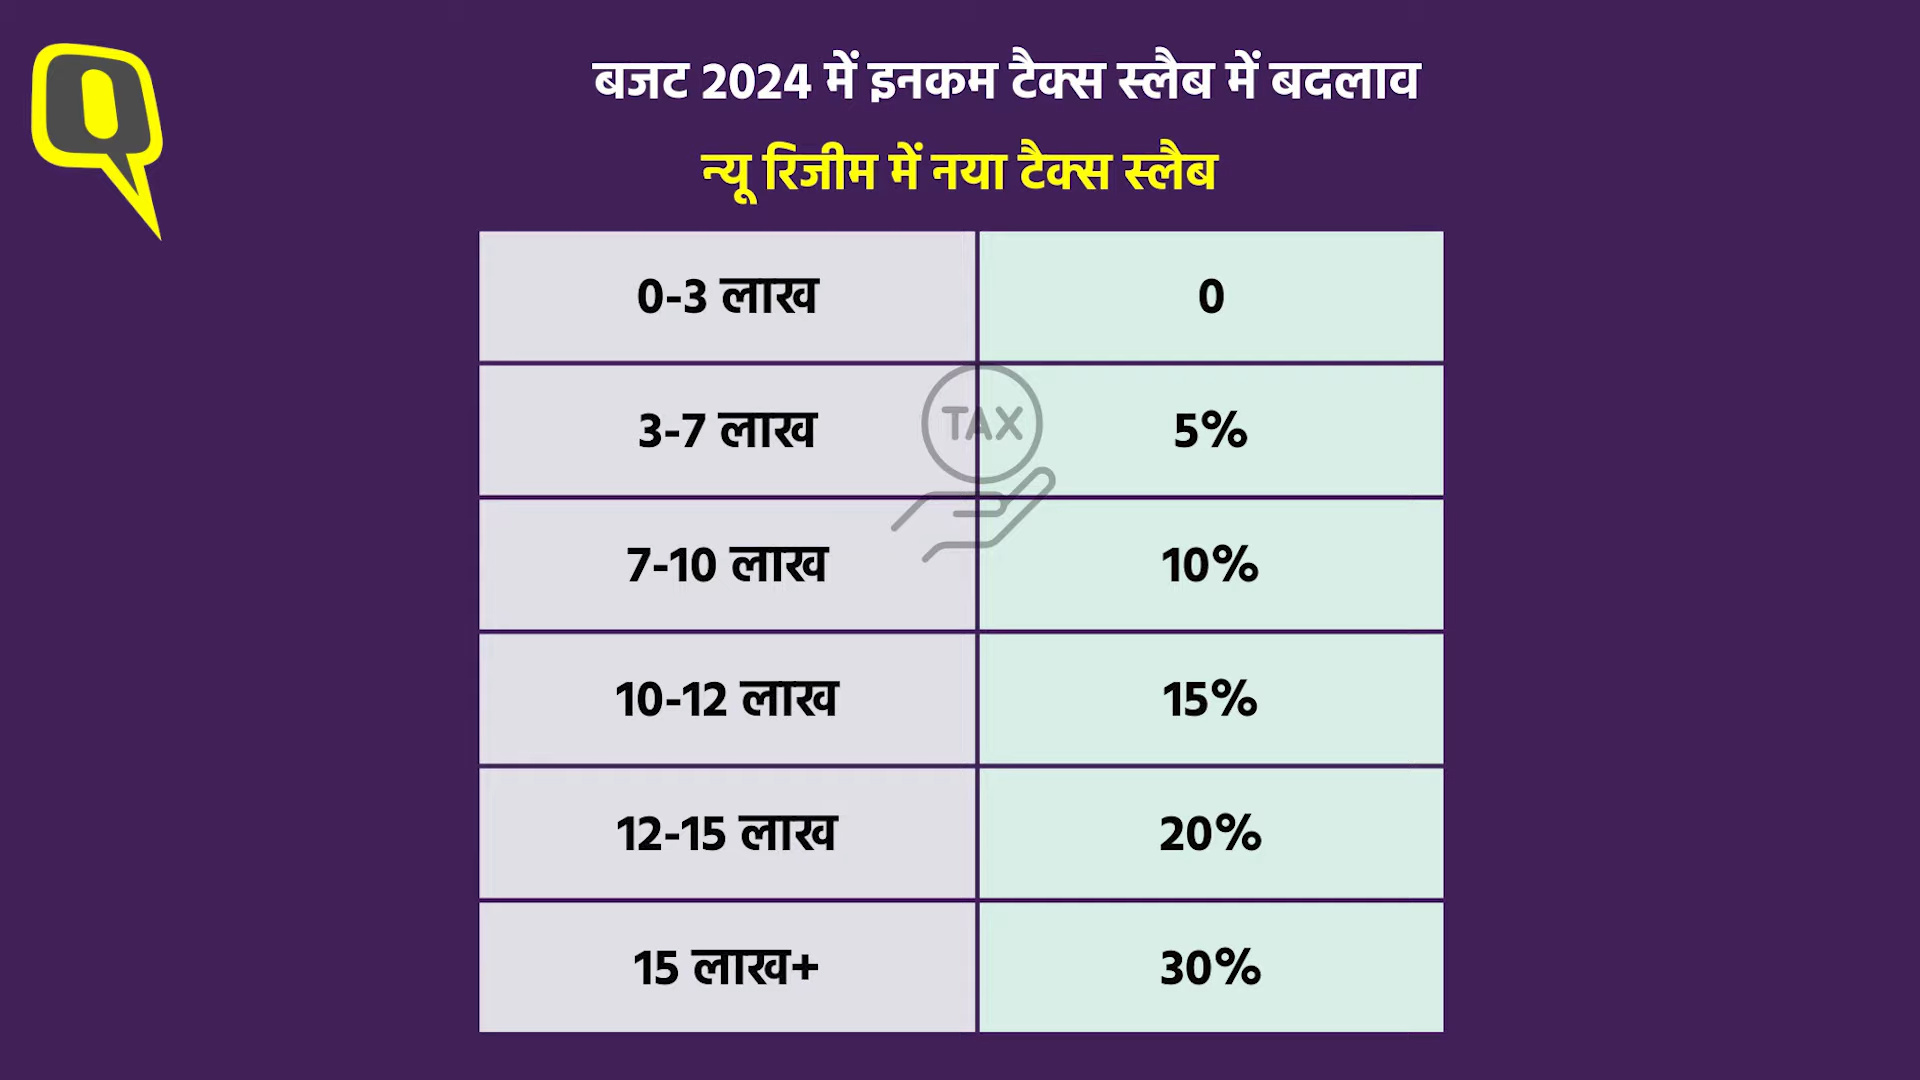 बजट 2024 में इनकम टैक्स स्लैब में बदलाव
न्यू रिजीम में नया टैक्स स्लैब
0-3 लाख 0
3-7 लाख 5%
TAX
7-10 लाख 10%
10-12 लाख 15%
12-15 लाख 20%
15 लाख+ 30%